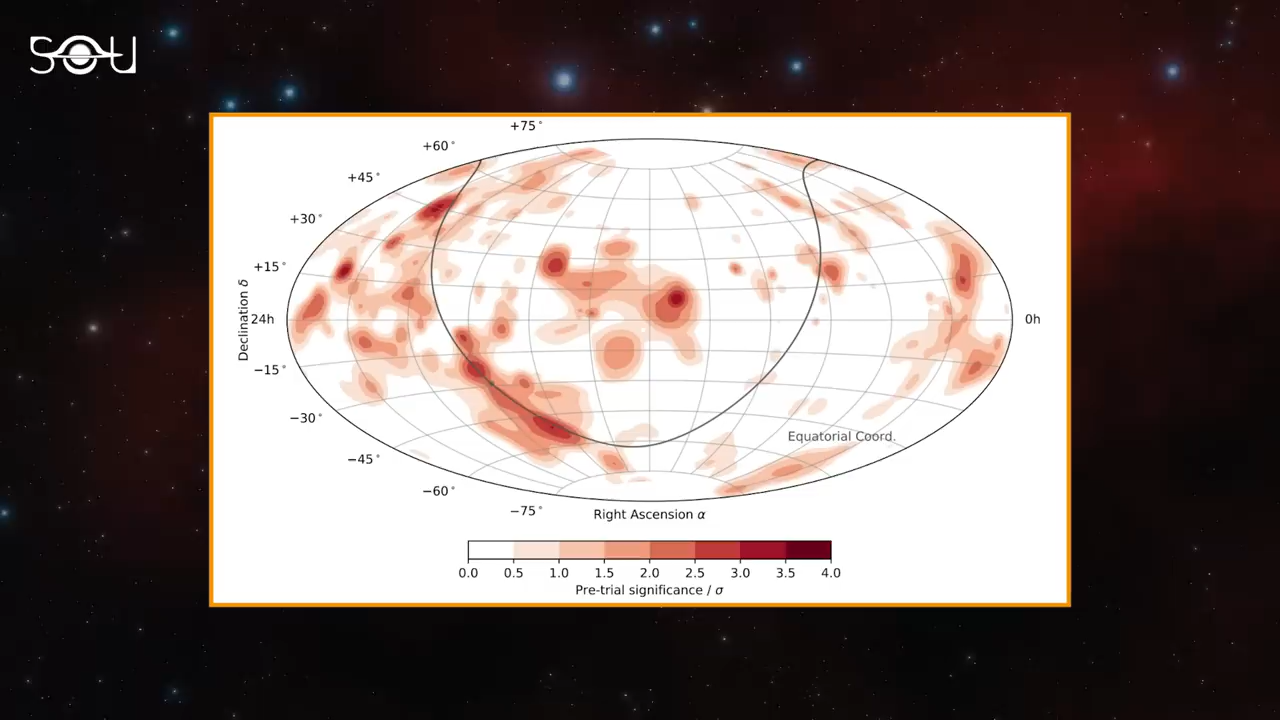 SOU
+75°
+60°
+45°
+30°
+15°
24h
0h
−15°
−30°
−45°
−60°
−75°
Declination δ
Equatorial Coord.
Right Ascension α
0.0 0.5 1.0 1.5 2.0 2.5 3.0 3.5 4.0
Pre-trial significance / σ